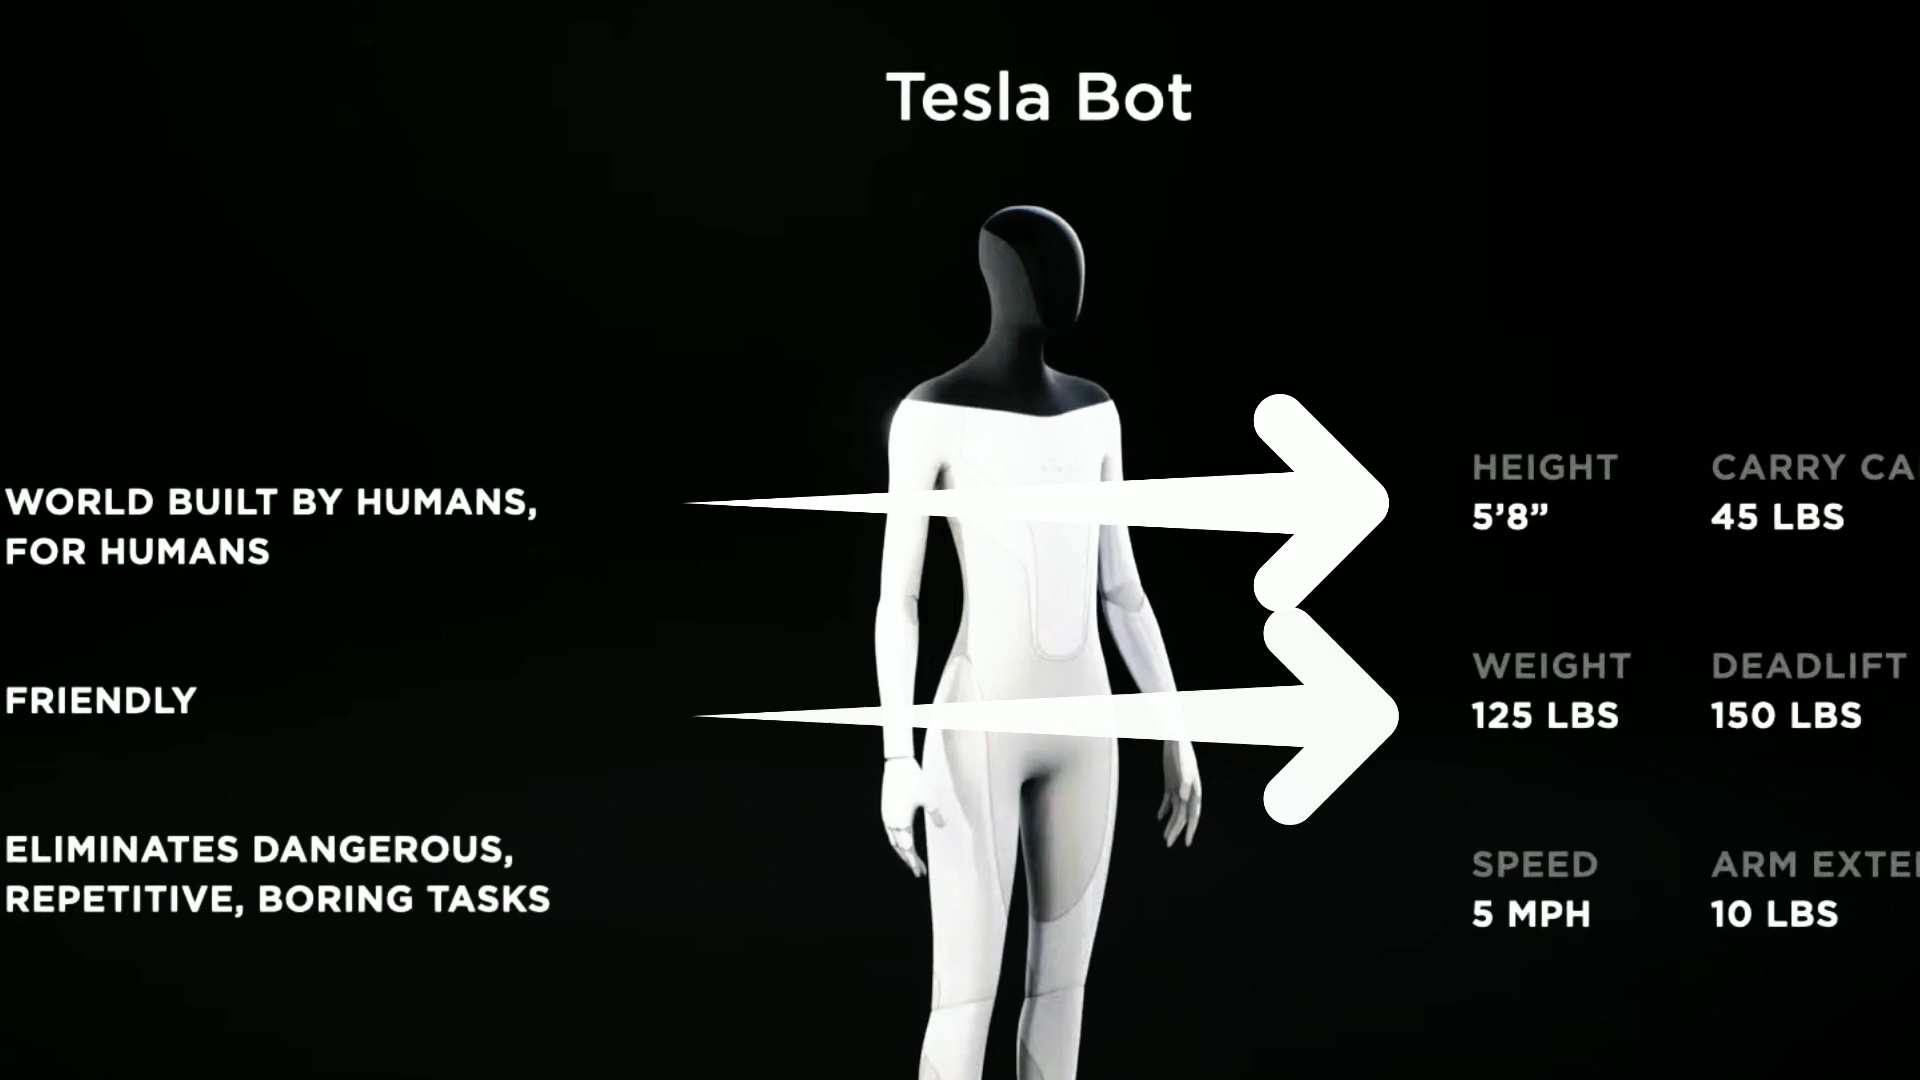 Tesla Bot
WORLD BUILT BY HUMANS,
FOR HUMANS
FRIENDLY
ELIMINATES DANGEROUS,
REPETITIVE, BORING TASKS
HEIGHT
5’8”
CARRY CA
45 LBS
WEIGHT
125 LBS
DEADLIFT
150 LBS
SPEED
5 MPH
ARM EXTE
10 LBS